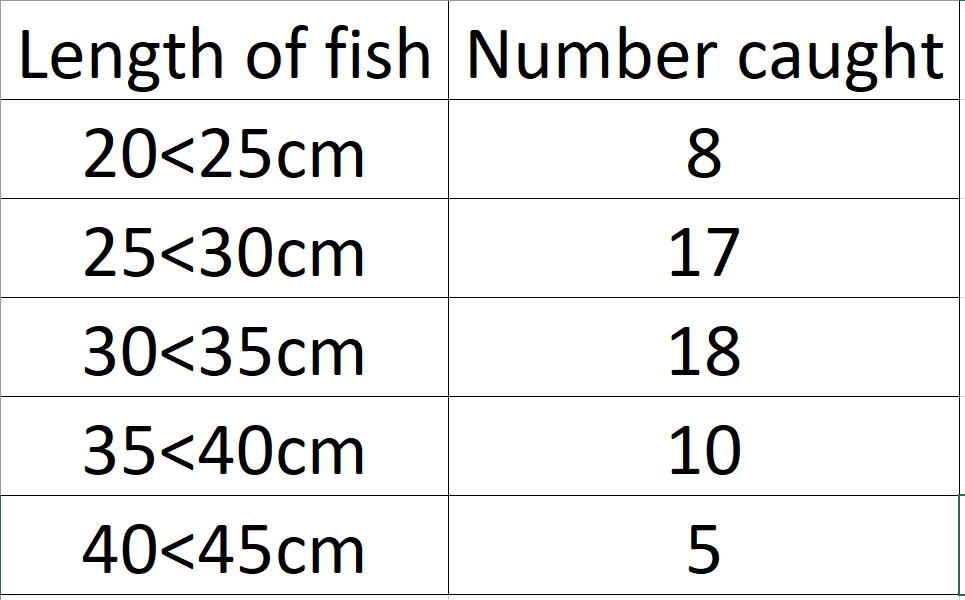 Length of fish Number caught
20<25cm 8
25<30cm 17
30<35cm 18
35<40cm 10
40<45cm 5